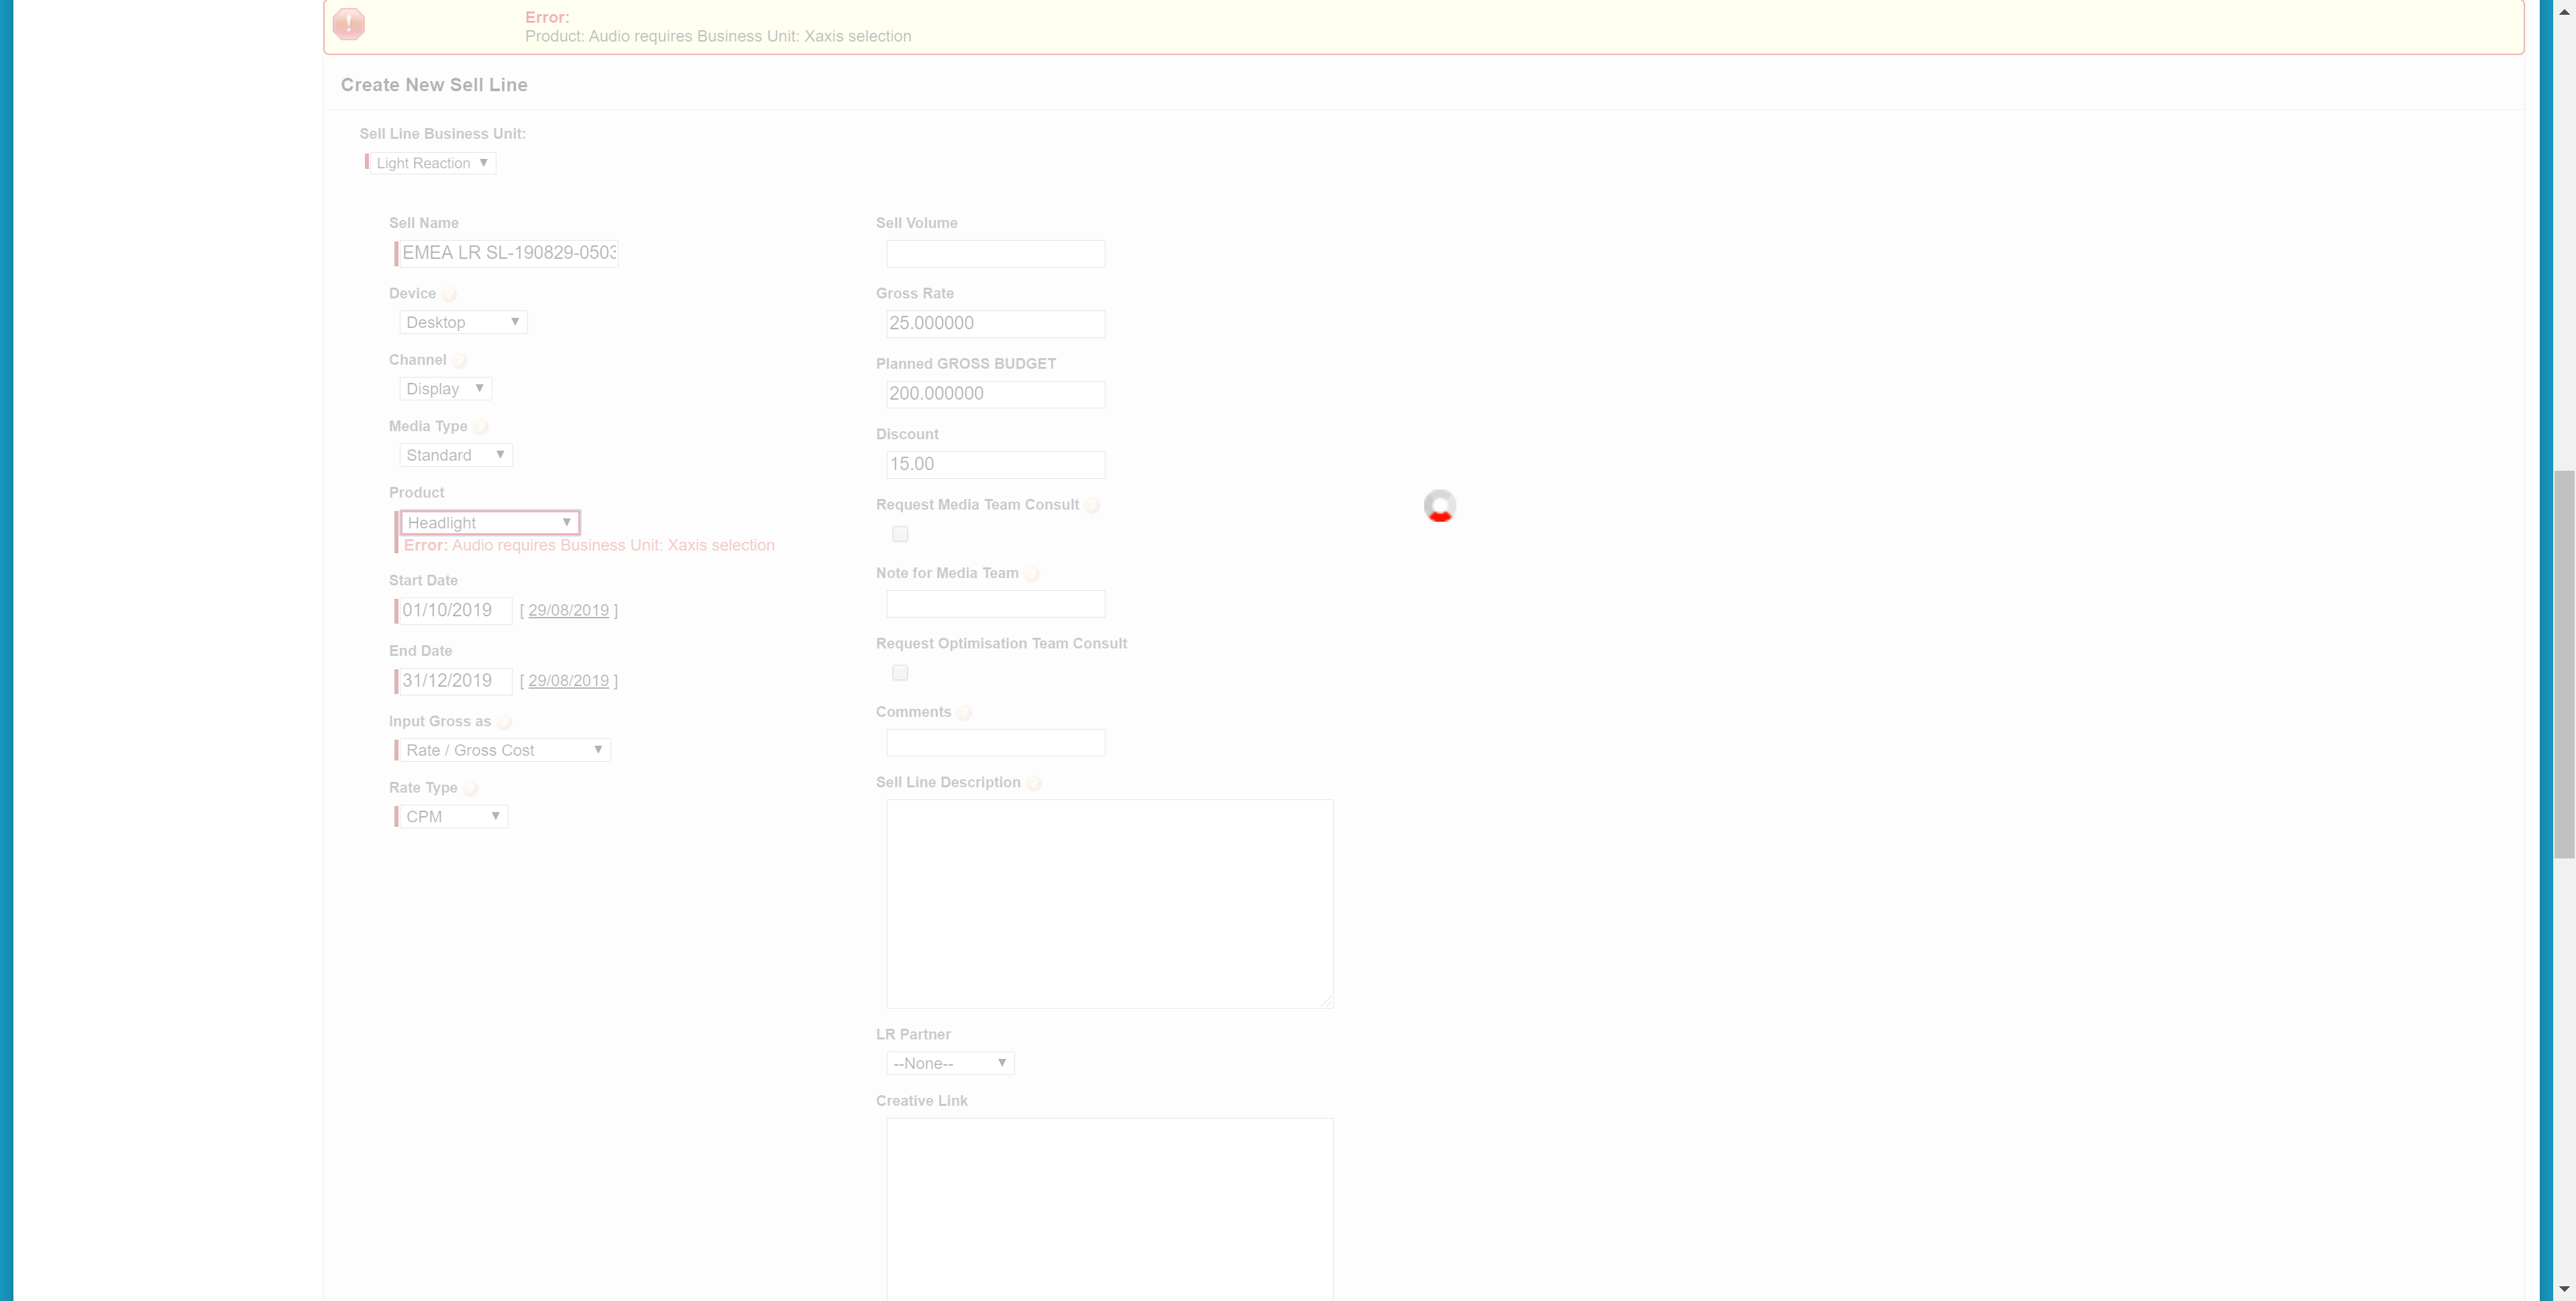 Error:
Product: Audio requires Business Unit: Xaxis selection
Create New Sell Line
Sell Line Business Unit:
Light Reaction
Sell Name
EMEA LR SL-190829-0503
Device
Desktop
Channel
Display
Media Type
Standard
Product
Headlight
Error: Audio requires Business Unit: Xaxis selection
Start Date
01/10/2019 [ 29/08/2019 ]
End Date
31/12/2019 [ 29/08/2019 ]
Input Gross as
Rate / Gross Cost
Rate Type
CPM
Sell Volume
Gross Rate
25.000000
Planned GROSS BUDGET
200.000000
Discount
15.00
Request Media Team Consult
Note for Media Team
Request Optimisation Team Consult
Comments
Sell Line Description
LR Partner
--None--
Creative Link